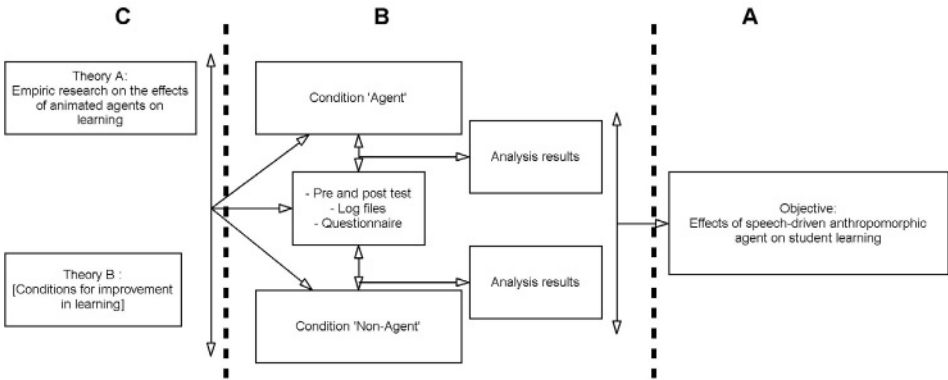 C
B
A
Theory A:
Empiric research on the effects
of animated agents on
learning
Theory B :
[Conditions for improvement
in learning]
Condition 'Agent'
- Pre and post test
- Log files
- Questionnaire
Condition 'Non-Agent'
Analysis results
Analysis results
Objective:
Effects of speech-driven anthropomorphic
agent on student learning